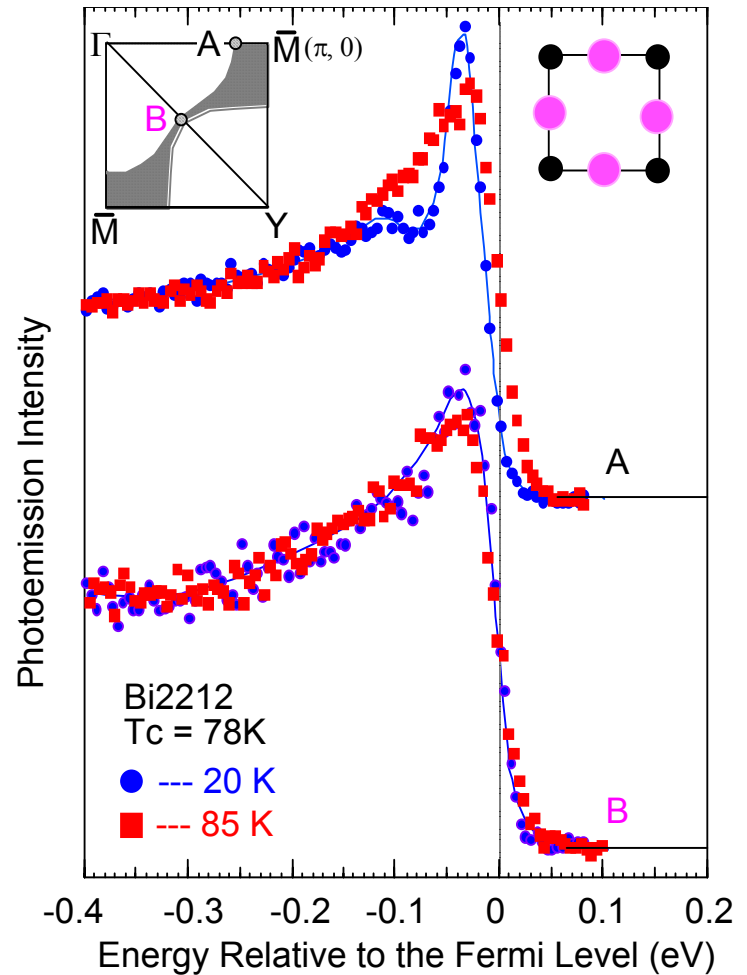 Γ
A
M̄(π, 0)
B
M̄
Y
Photoemission Intensity
A
Bi2212
Tc = 78K
--- 20 K
--- 85 K
B
-0.4 -0.3 -0.2 -0.1 0 0.1 0.2
Energy Relative to the Fermi Level (eV)